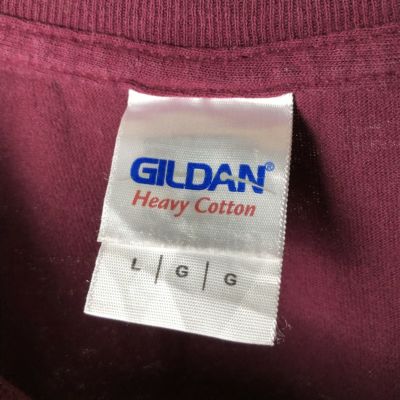 GILDAN®
Heavy Cotton
L | G | G